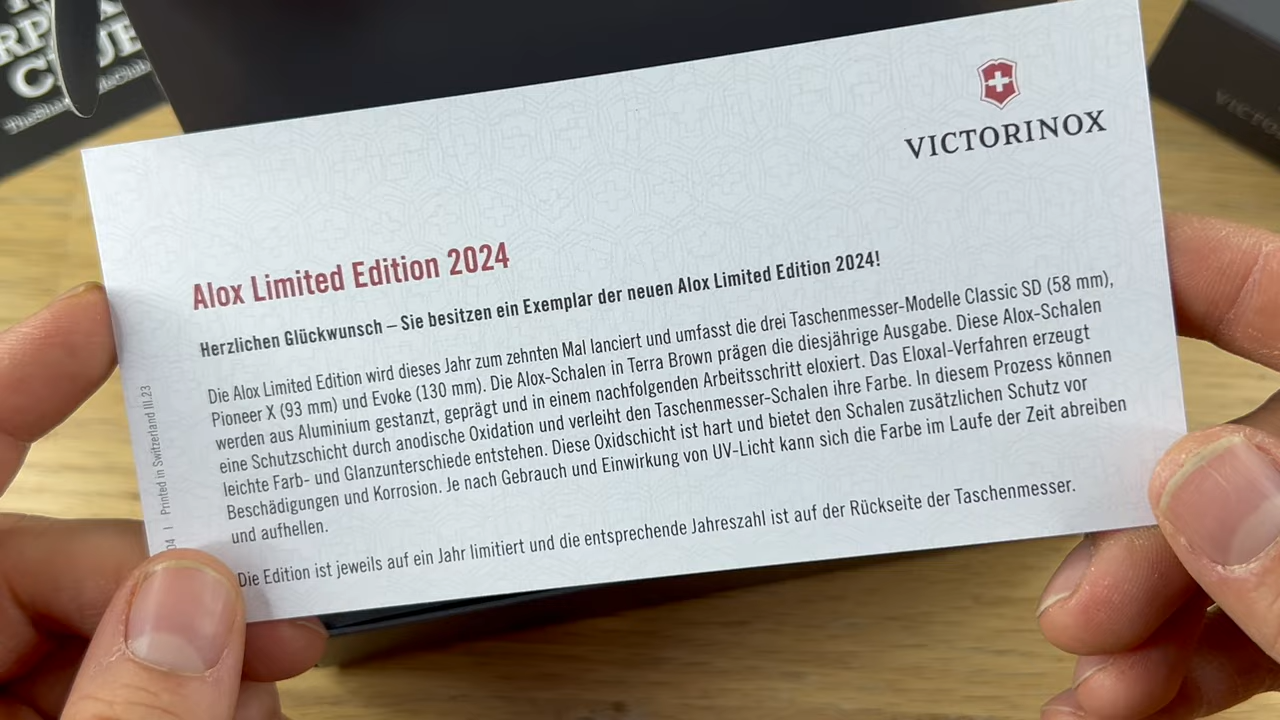 VICTORINOX
Alox Limited Edition 2024
Herzlichen Glückwunsch – Sie besitzen ein Exemplar der neuen Alox Limited Edition 2024!
Die Alox Limited Edition wird dieses Jahr zum zehnten Mal lanciert und umfasst die drei Taschenmesser-Modelle Classic SD (58 mm),
Pioneer X (93 mm) und Evoke (130 mm). Die Alox-Schalen in Terra Brown prägen die diesjährige Ausgabe. Diese Alox-Schalen
werden aus Aluminium gestanzt, geprägt und in einem nachfolgenden Arbeitsschritt eloxiert. Das Eloxal-Verfahren erzeugt
eine Schutzschicht durch anodische Oxidation und verleiht den Taschenmesser-Schalen ihre Farbe. In diesem Prozess können
leichte Farb- und Glanzunterschiede entstehen. Diese Oxidschicht ist hart und bietet den Schalen zusätzlichen Schutz vor
Beschädigungen und Korrosion. Je nach Gebrauch und Einwirkung von UV-Licht kann sich die Farbe im Laufe der Zeit abreiben
und aufhellen.
Die Edition ist jeweils auf ein Jahr limitiert und die entsprechende Jahreszahl ist auf der Rückseite der Taschenmesser.
04 | Printed in Switzerland III.23